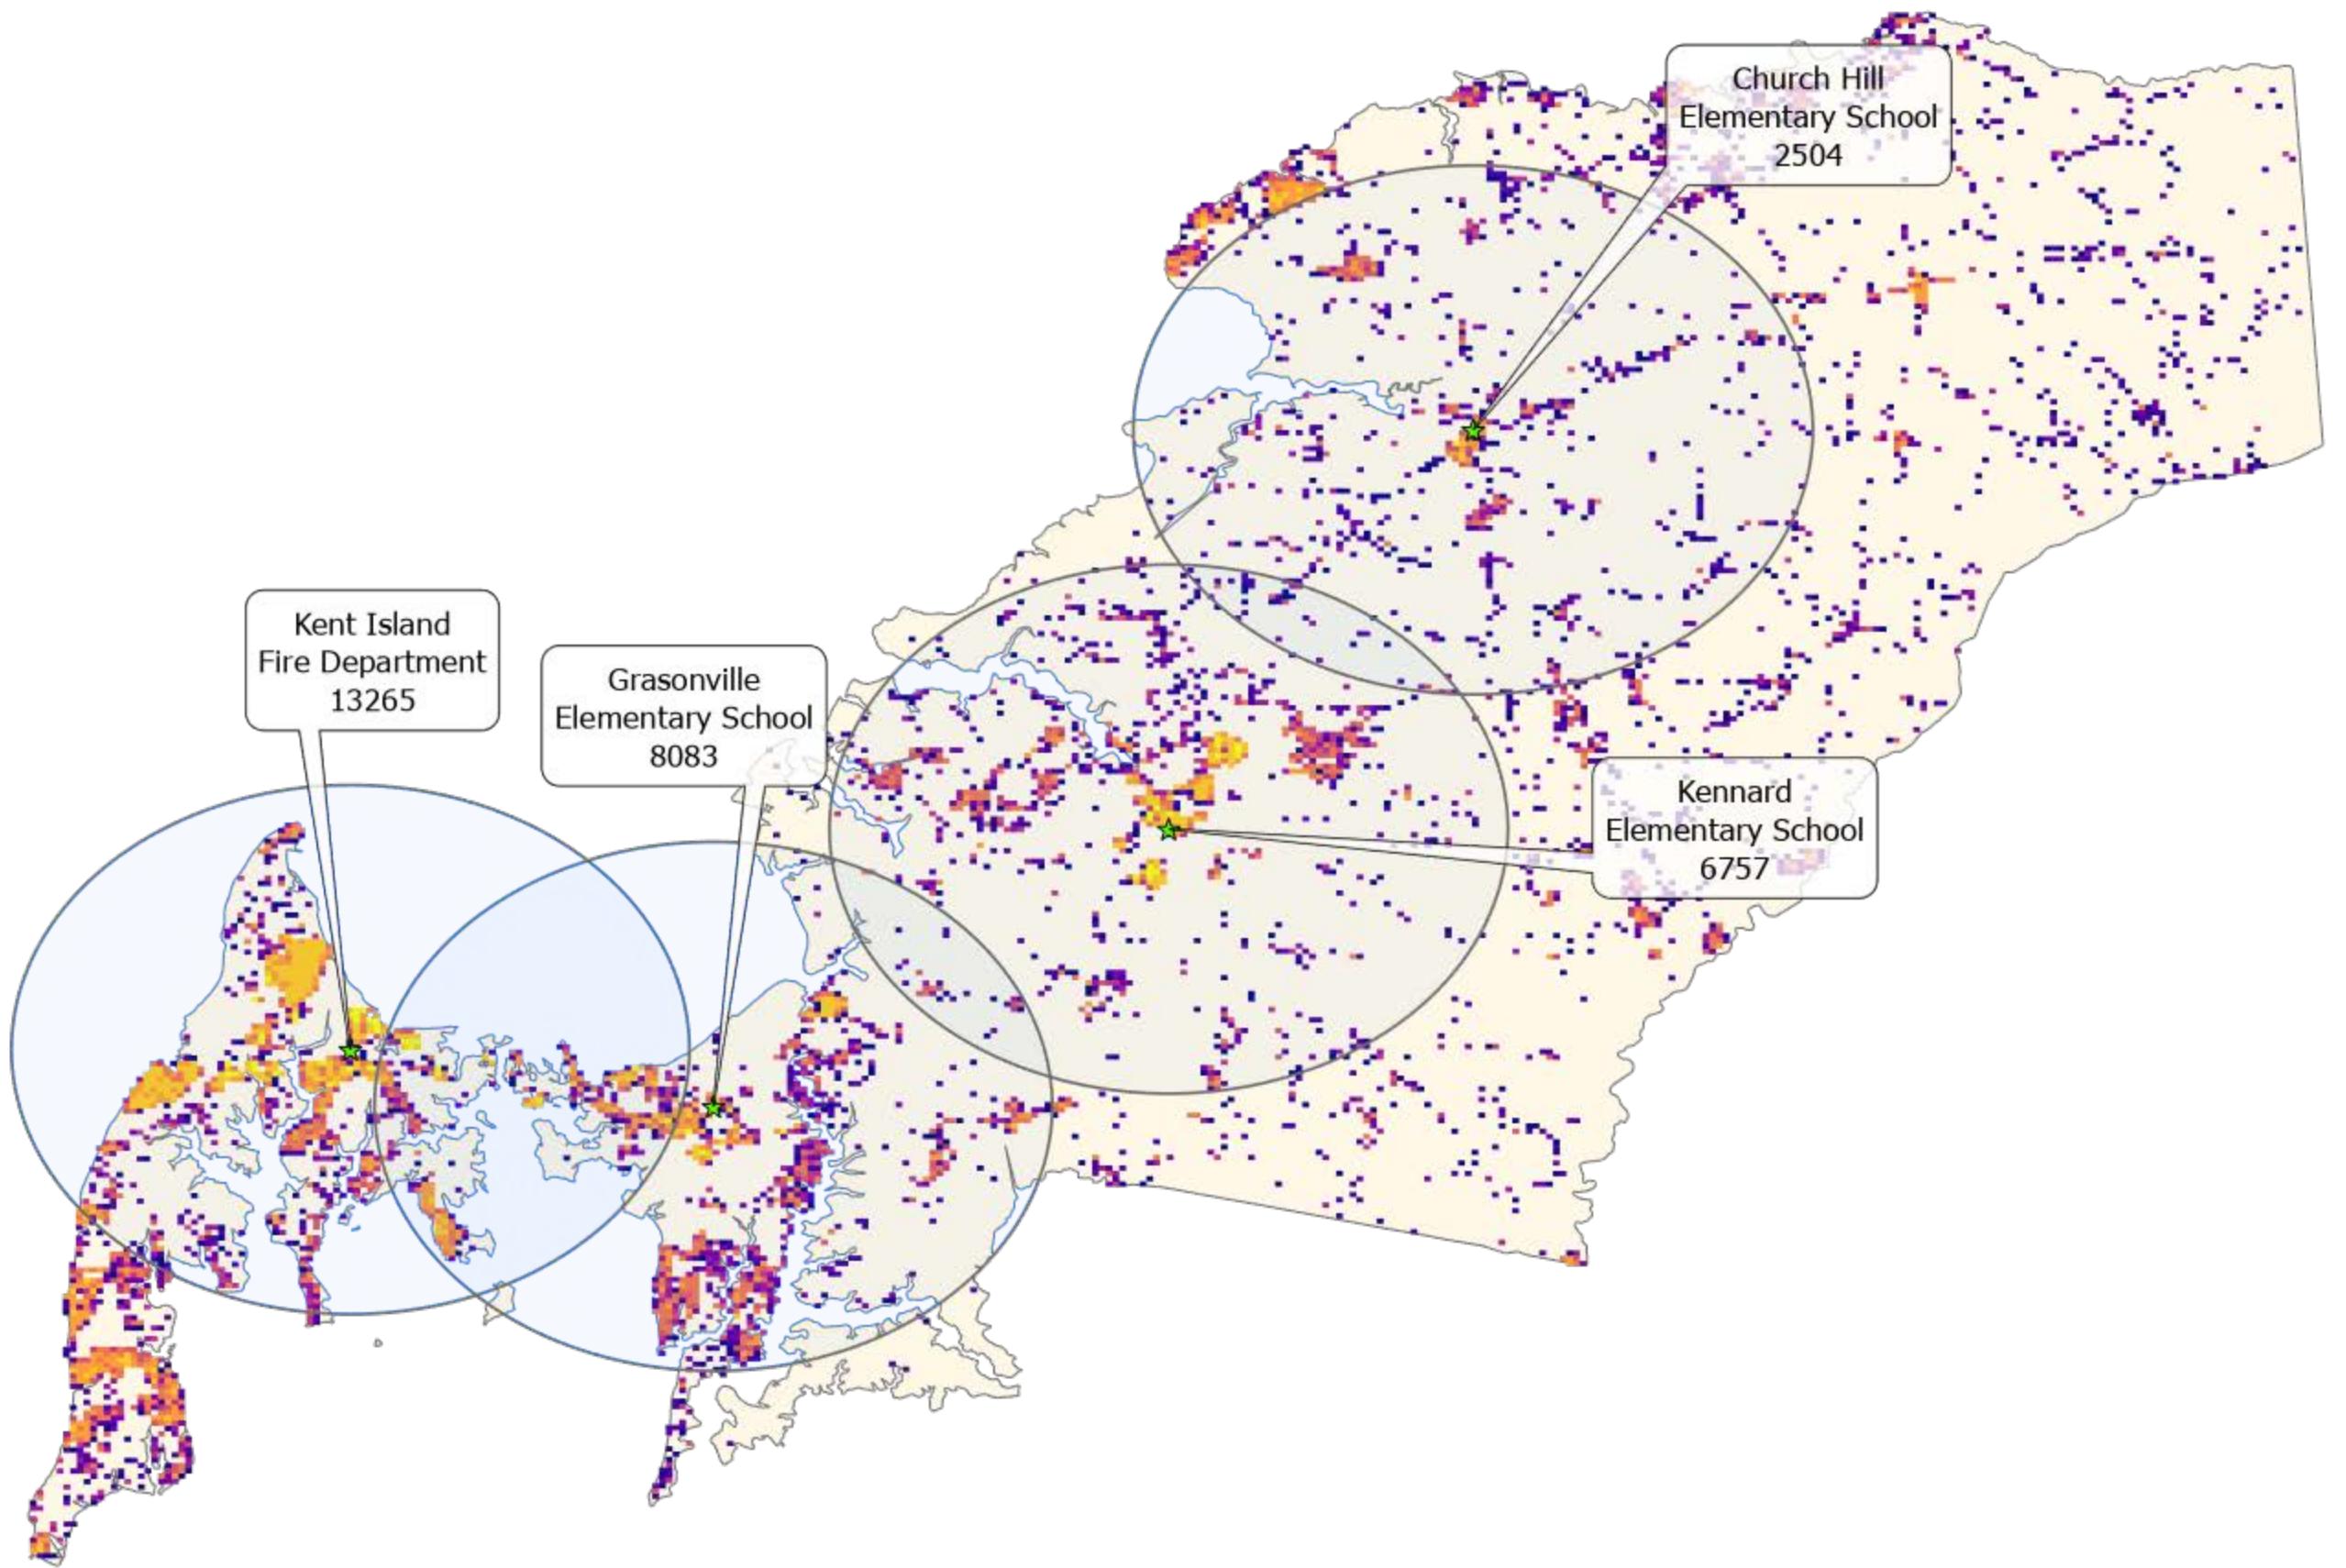 Church Hill
Elementary School
2504
Kent Island
Fire Department
13265
Grasonville
Elementary School
8083
Kennard
Elementary School
6757